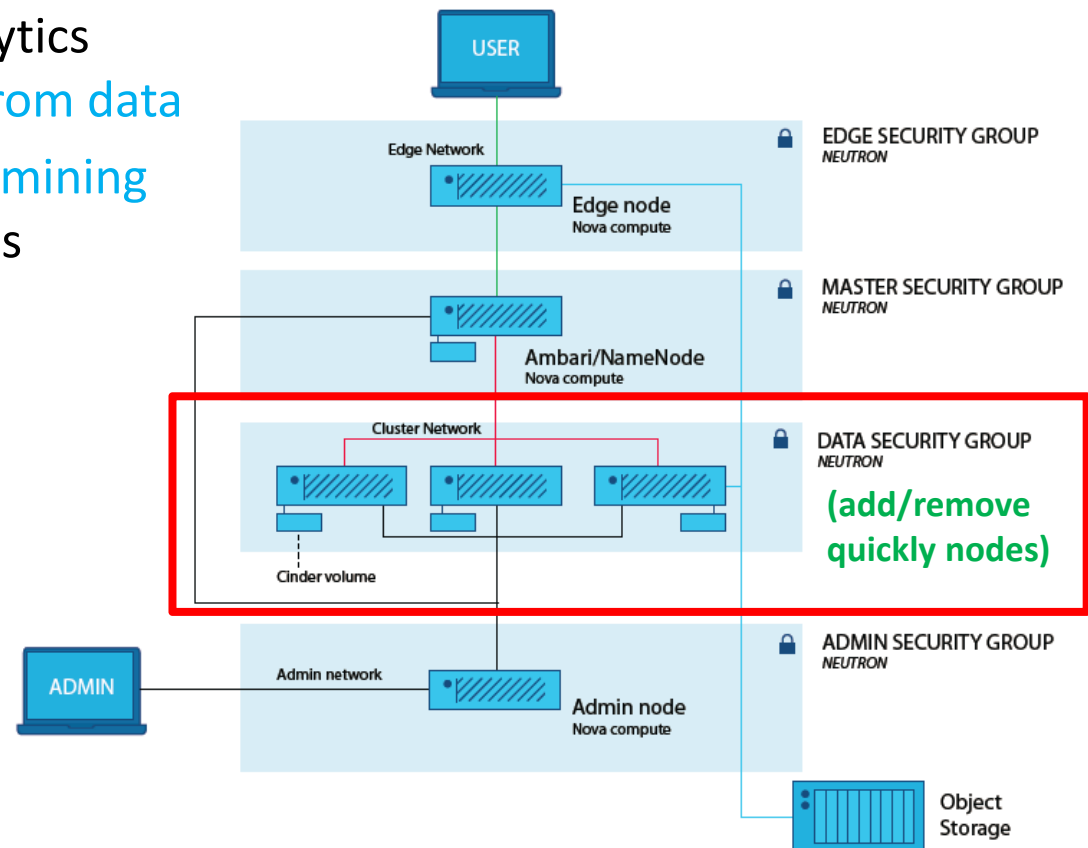 ytics
rom data
mining
s
USER
Edge Network
EDGE SECURITY GROUP
NEUTRON
Edge node
Nova compute
MASTER SECURITY GROUP
NEUTRON
Ambari/NameNode
Nova compute
Cluster Network
DATA SECURITY GROUP
NEUTRON
(add/remove
quickly nodes)
Cinder volume
ADMIN SECURITY GROUP
NEUTRON
ADMIN
Admin network
Admin node
Nova compute
Object
Storage